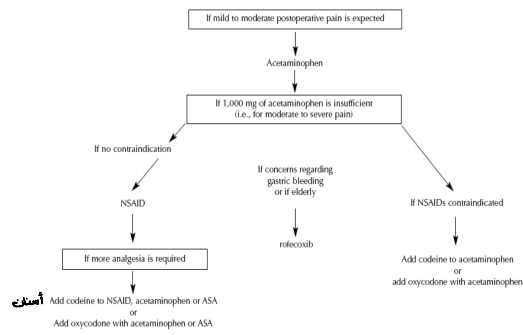 If mild to moderate postoperative pain is expected
Acetaminophen
If 1,000 mg of acetaminophen is insufficient
(i.e., for moderate to severe pain)
If no contraindication
NSAID
If more analgesia is required
Add codeine to NSAID, acetaminophen or ASA
or
Add oxycodone with acetaminophen or ASA
If concerns regarding
gastric bleeding
or if elderly
rofecoxib
If NSAIDs contraindicated
Add codeine to acetaminophen
or
add oxycodone with acetaminophen
أسنان